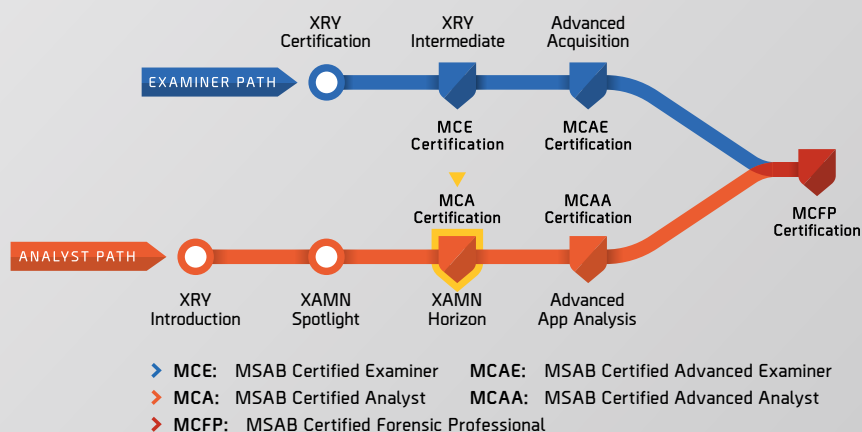 XRY
Certification
XRY
Intermediate
Advanced
Acquisition
EXAMINER PATH
MCE
Certification
MCAE
Certification
MCA
Certification
MCAA
Certification
MCFP
Certification
ANALYST PATH
XRY
Introduction
XAMN
Spotlight
XAMN
Horizon
Advanced
App Analysis
MCE: MSAB Certified Examiner MCAE: MSAB Certified Advanced Examiner
MCA: MSAB Certified Analyst MCAA: MSAB Certified Advanced Analyst
MCFP: MSAB Certified Forensic Professional